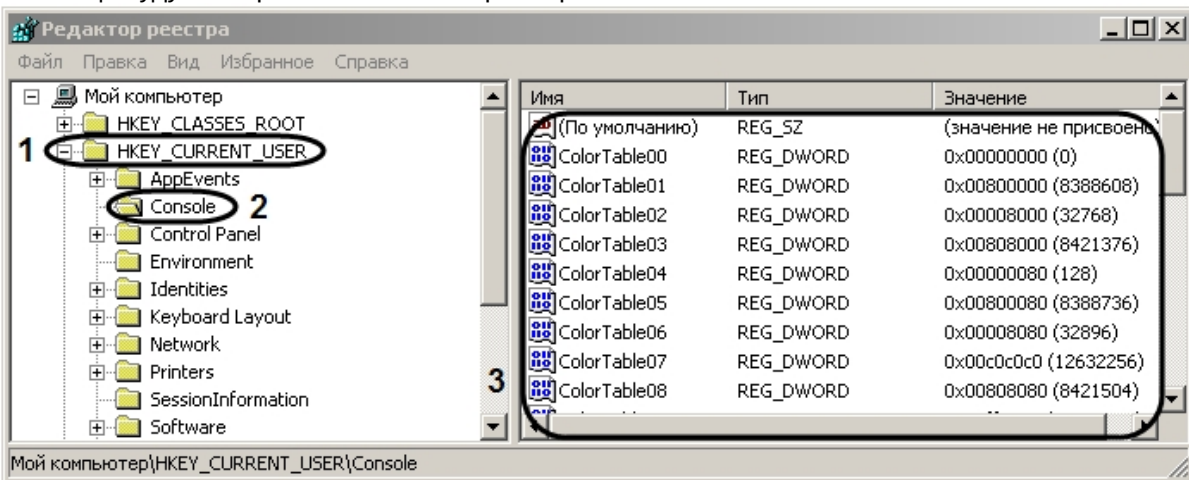 Редактор реестра
Файл Правка Вид Избранное Справка
Мой компьютер
HKEY_CLASSES_ROOT
1 HKEY_CURRENT_USER
AppEvents
Console 2
Control Panel
Environment
Identities
Keyboard Layout
Network
Printers
SessionInformation
Software
3
Имя Тип Значение
(По умолчанию) REG_SZ (значение не присвоено)
ColorTable00 REG_DWORD 0x00000000 (0)
ColorTable01 REG_DWORD 0x00800000 (8388608)
ColorTable02 REG_DWORD 0x00008000 (32768)
ColorTable03 REG_DWORD 0x00808000 (8421376)
ColorTable04 REG_DWORD 0x00000080 (128)
ColorTable05 REG_DWORD 0x00800080 (8388736)
ColorTable06 REG_DWORD 0x00008080 (32896)
ColorTable07 REG_DWORD 0x00c0c0c0 (12632256)
ColorTable08 REG_DWORD 0x00808080 (8421504)
Мой компьютер\HKEY_CURRENT_USER\Console